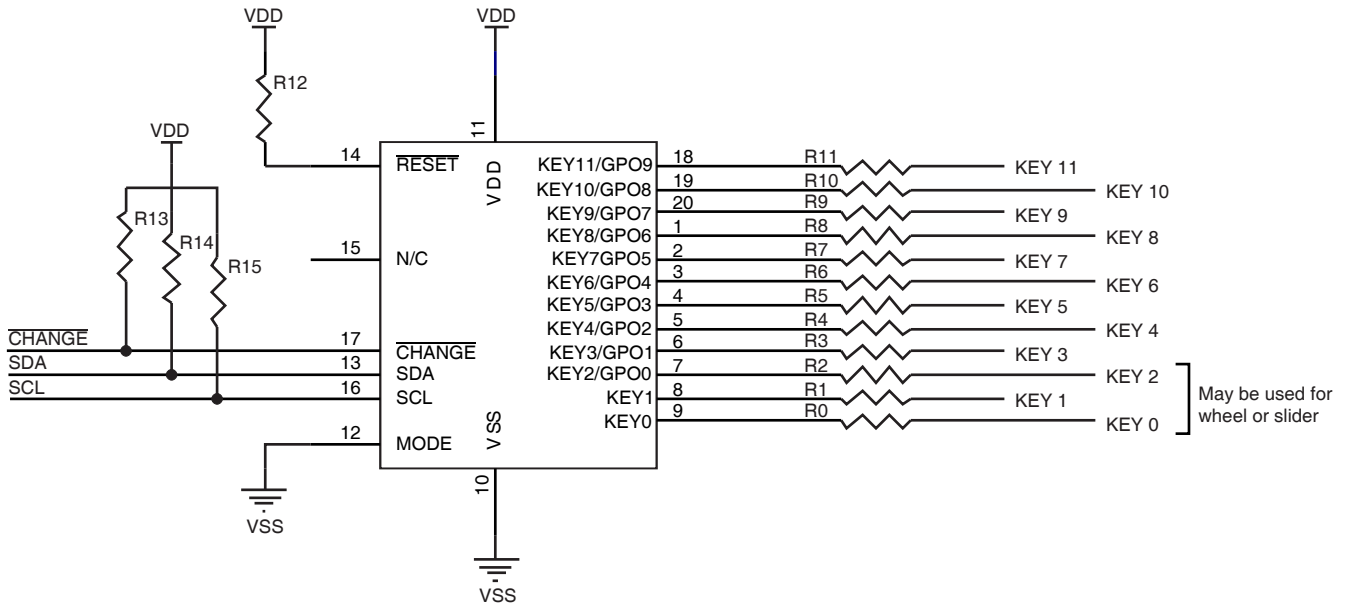 VDD
VDD
R12
VDD
11
14
RESET
VDD
KEY11/GPO9
18
R11
KEY 11
KEY10/GPO8
19
R10
KEY 10
R13
KEY9/GPO7
20
R9
KEY 9
R14
KEY8/GPO6
1
R8
KEY 8
15
N/C
KEY7GPO5
2
R7
KEY 7
R15
KEY6/GPO4
3
R6
KEY 6
KEY5/GPO3
4
R5
KEY 5
KEY4/GPO2
5
R4
KEY 4
CHANGE
17
CHANGE
KEY3/GPO1
6
R3
KEY 3
SDA
13
SDA
KEY2/GPO0
7
R2
KEY 2
SCL
16
SCL
KEY1
8
R1
KEY 1
May be used for
wheel or slider
KEY0
9
R0
KEY 0
12
MODE
VSS
10
VSS
VSS